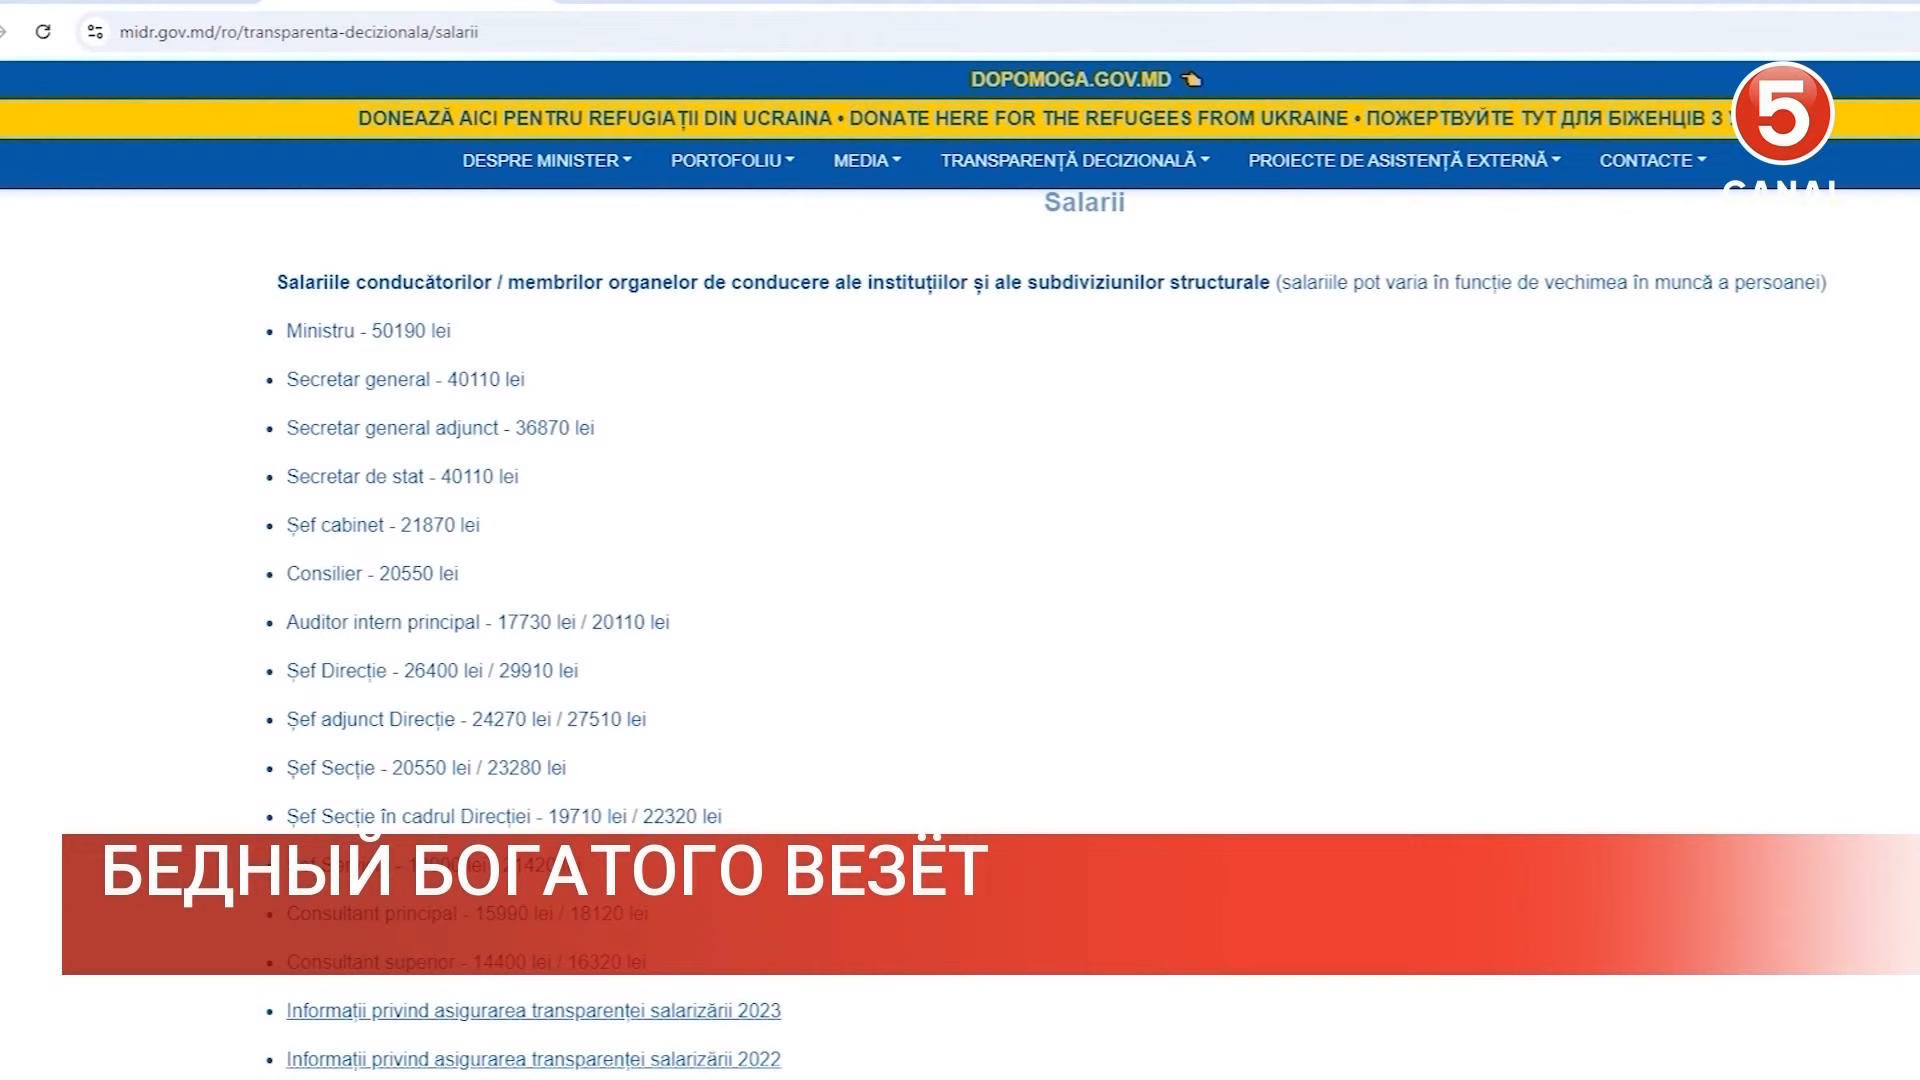 midr.gov.md/ro/transparenta-decizionala/salarii
DOPOMOGA.GOV.MD
DONEAZĂ AICI PENTRU REFUGIAȚII DIN UCRAINA • DONATE HERE FOR THE REFUGEES FROM UKRAINE • ПОЖЕРТВУЙТЕ ТУТ ДЛЯ БІЖЕНЦІВ З
5
CANAL
DESPRE MINISTER PORTOFOLIU MEDIA TRANSPARENȚĂ DECIZIONALĂ PROIECTE DE ASISTENȚĂ EXTERNĂ CONTACTE
Salarii
Salariile conducătorilor / membrilor organelor de conducere ale instituțiilor și ale subdiviziunilor structurale (salariile pot varia în funcție de vechimea în muncă a persoanei)
• Ministru - 50190 lei
• Secretar general - 40110 lei
• Secretar general adjunct - 36870 lei
• Secretar de stat - 40110 lei
• Șef cabinet - 21870 lei
• Consilier - 20550 lei
• Auditor intern principal - 17730 lei / 20110 lei
• Șef Direcție - 26400 lei / 29910 lei
• Șef adjunct Direcție - 24270 lei / 27510 lei
• Șef Secție - 20550 lei / 23280 lei
• Șef Secție în cadrul Direcției - 19710 lei / 22320 lei
БЕДНЫЙ БОГАТОГО ВЕЗЁТ
• Consultant principal - 15990 lei / 18120 lei
• Consultant superior - 14400 lei / 16320 lei
• Informații privind asigurarea transparenței salarizării 2023
• Informații privind asigurarea transparenței salarizării 2022